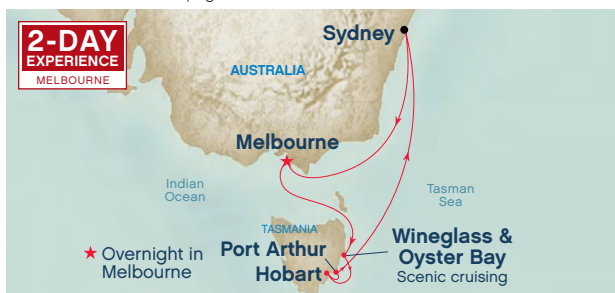 2-DAY
EXPERIENCE
MELBOURNE
Sydney
AUSTRALIA
Melbourne
Indian
Ocean
Tasman
Sea
TASMANIA
Port Arthur
Hobart
Wineglass &
Oyster Bay
Scenic cruising
★ Overnight in
Melbourne